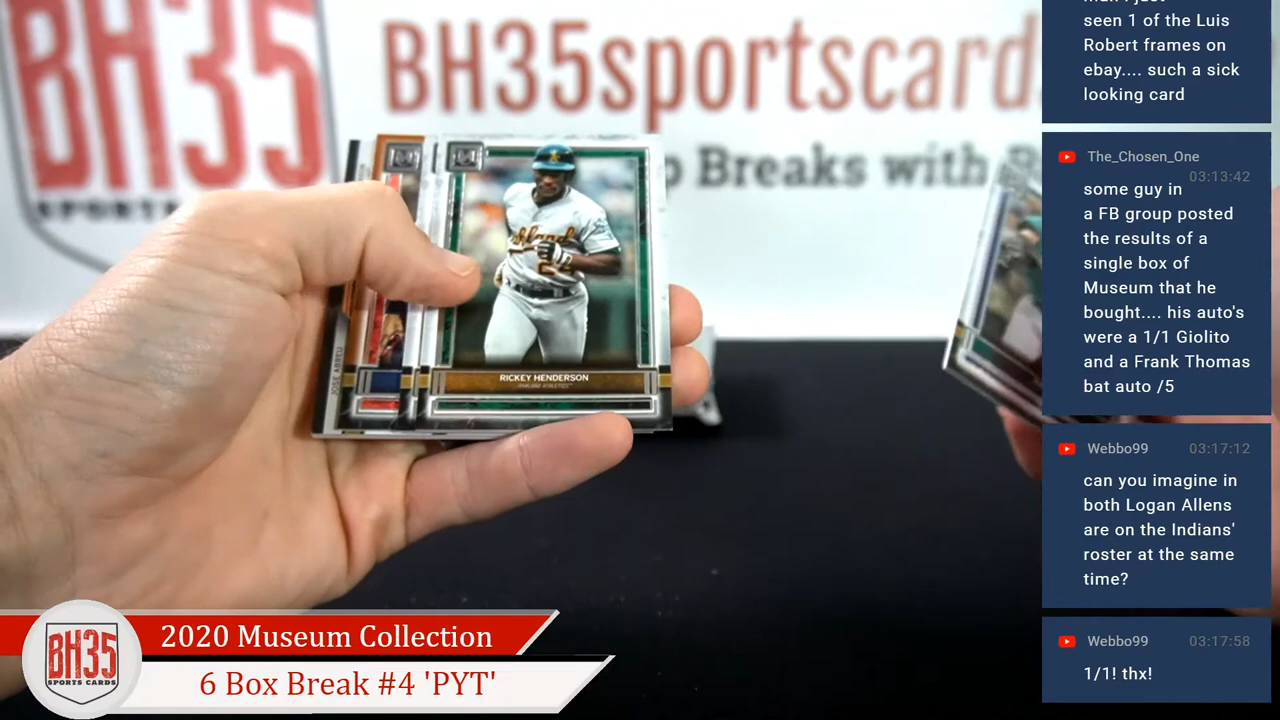 BH35
SPORTS
BH35sportscard
p Breaks with
JOSE ABREU
RICKEY HENDERSON
OAKLAND ATHLETICS
seen 1 of the Luis
Robert frames on
ebay.... such a sick
looking card
The_Chosen_One
03:13:42
some guy in
a FB group posted
the results of a
single box of
Museum that he
bought.... his auto's
were a 1/1 Giolito
and a Frank Thomas
bat auto /5
Webbo99 03:17:12
can you imagine in
both Logan Allens
are on the Indians'
roster at the same
time?
Webbo99 03:17:58
1/1! thx!
BH35
SPORTS CARDS
2020 Museum Collection
6 Box Break #4 'PYT'